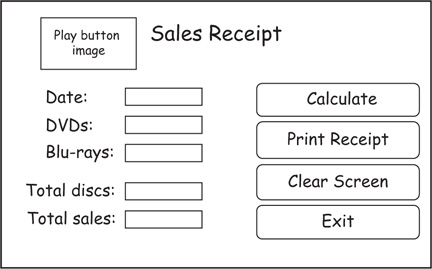 Play button
image
Sales Receipt
Date:
DVDs:
Blu-rays:
Total discs:
Total sales:
Calculate
Print Receipt
Clear Screen
Exit